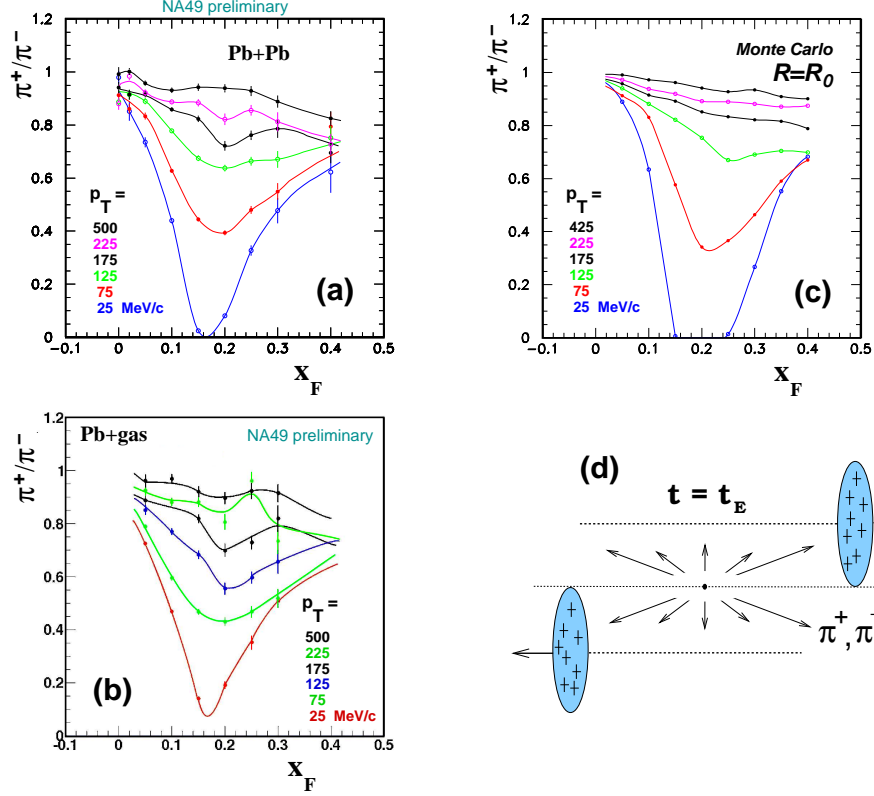 NA49 preliminary
Pb+Pb
π⁺/π⁻
1.2
1
0.8
0.6
0.4
0.2
0
p_T =
500
225
175
125
75
25 MeV/c
(a)
-0.1 0 0.1 0.2 0.3 0.4 0.5
x_F
Monte Carlo
R=R₀
π⁺/π⁻
1.2
1
0.8
0.6
0.4
0.2
0
p_T =
425
225
175
125
75
25 MeV/c
(c)
-0.1 0 0.1 0.2 0.3 0.4 0.5
x_F
Pb+gas
NA49 preliminary
π⁺/π⁻
1.2
1
0.8
0.6
0.4
0.2
0
p_T =
500
225
175
125
75
25 MeV/c
(b)
-0.1 0 0.1 0.2 0.3 0.4 0.5
x_F
(d)
t = t_E
π⁺, π⁻